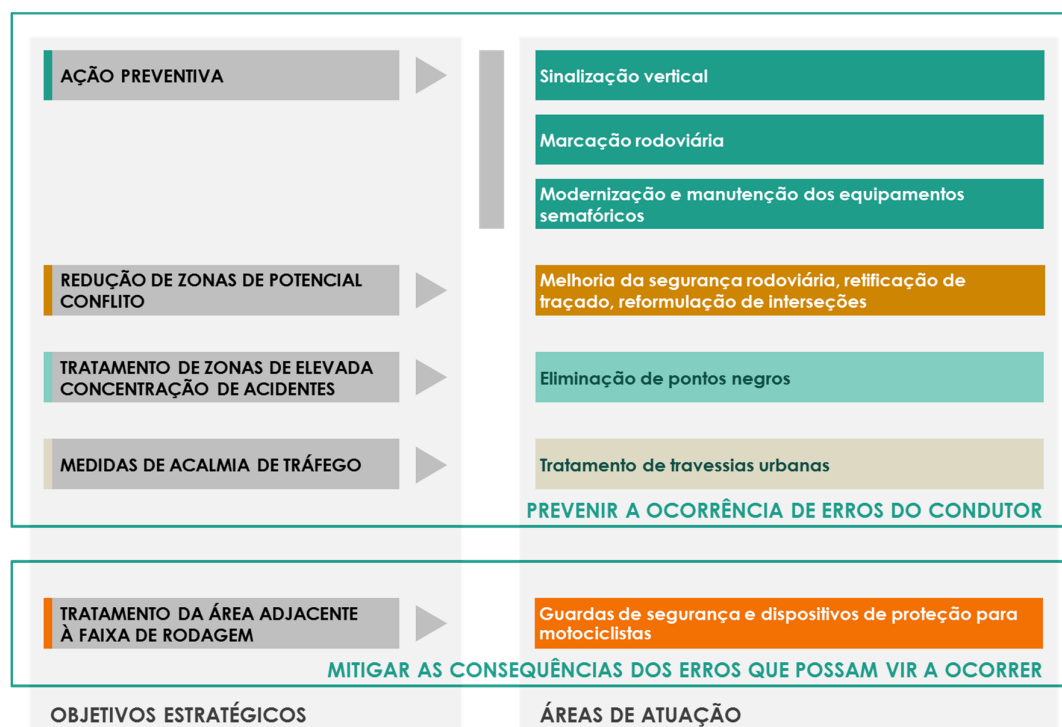 AÇÃO PREVENTIVA
Sinalização vertical
Marcação rodoviária
Modernização e manutenção dos equipamentos
semafóricos
REDUÇÃO DE ZONAS DE POTENCIAL
CONFLITO
Melhoria da segurança rodoviária, retificação de
traçado, reformulação de interseções
TRATAMENTO DE ZONAS DE ELEVADA
CONCENTRAÇÃO DE ACIDENTES
Eliminação de pontos negros
MEDIDAS DE ACALMIA DE TRÁFEGO
Tratamento de travessias urbanas
PREVENIR A OCORRÊNCIA DE ERROS DO CONDUTOR
TRATAMENTO DA ÁREA ADJACENTE
À FAIXA DE RODAGEM
Guardas de segurança e dispositivos de proteção para
motociclistas
MITIGAR AS CONSEQUÊNCIAS DOS ERROS QUE POSSAM VIR A OCORRER
OBJETIVOS ESTRATÉGICOS
ÁREAS DE ATUAÇÃO